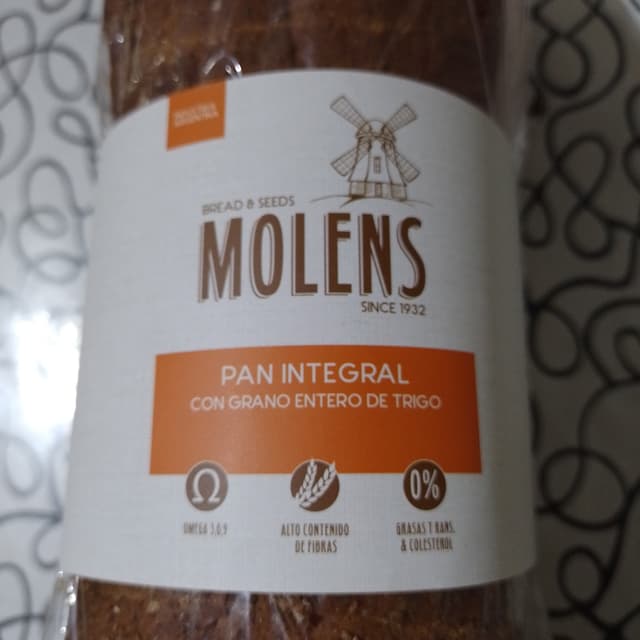 BREAD & SEEDS
MOLENS
SINCE 1932
PAN INTEGRAL
CON GRANO ENTERO DE TRIGO
Ω
0%
OMEGA 3,6,9
ALTO CONTENIDO
DE FIBRAS
GRASAS TRANS,
& COLESTEROL